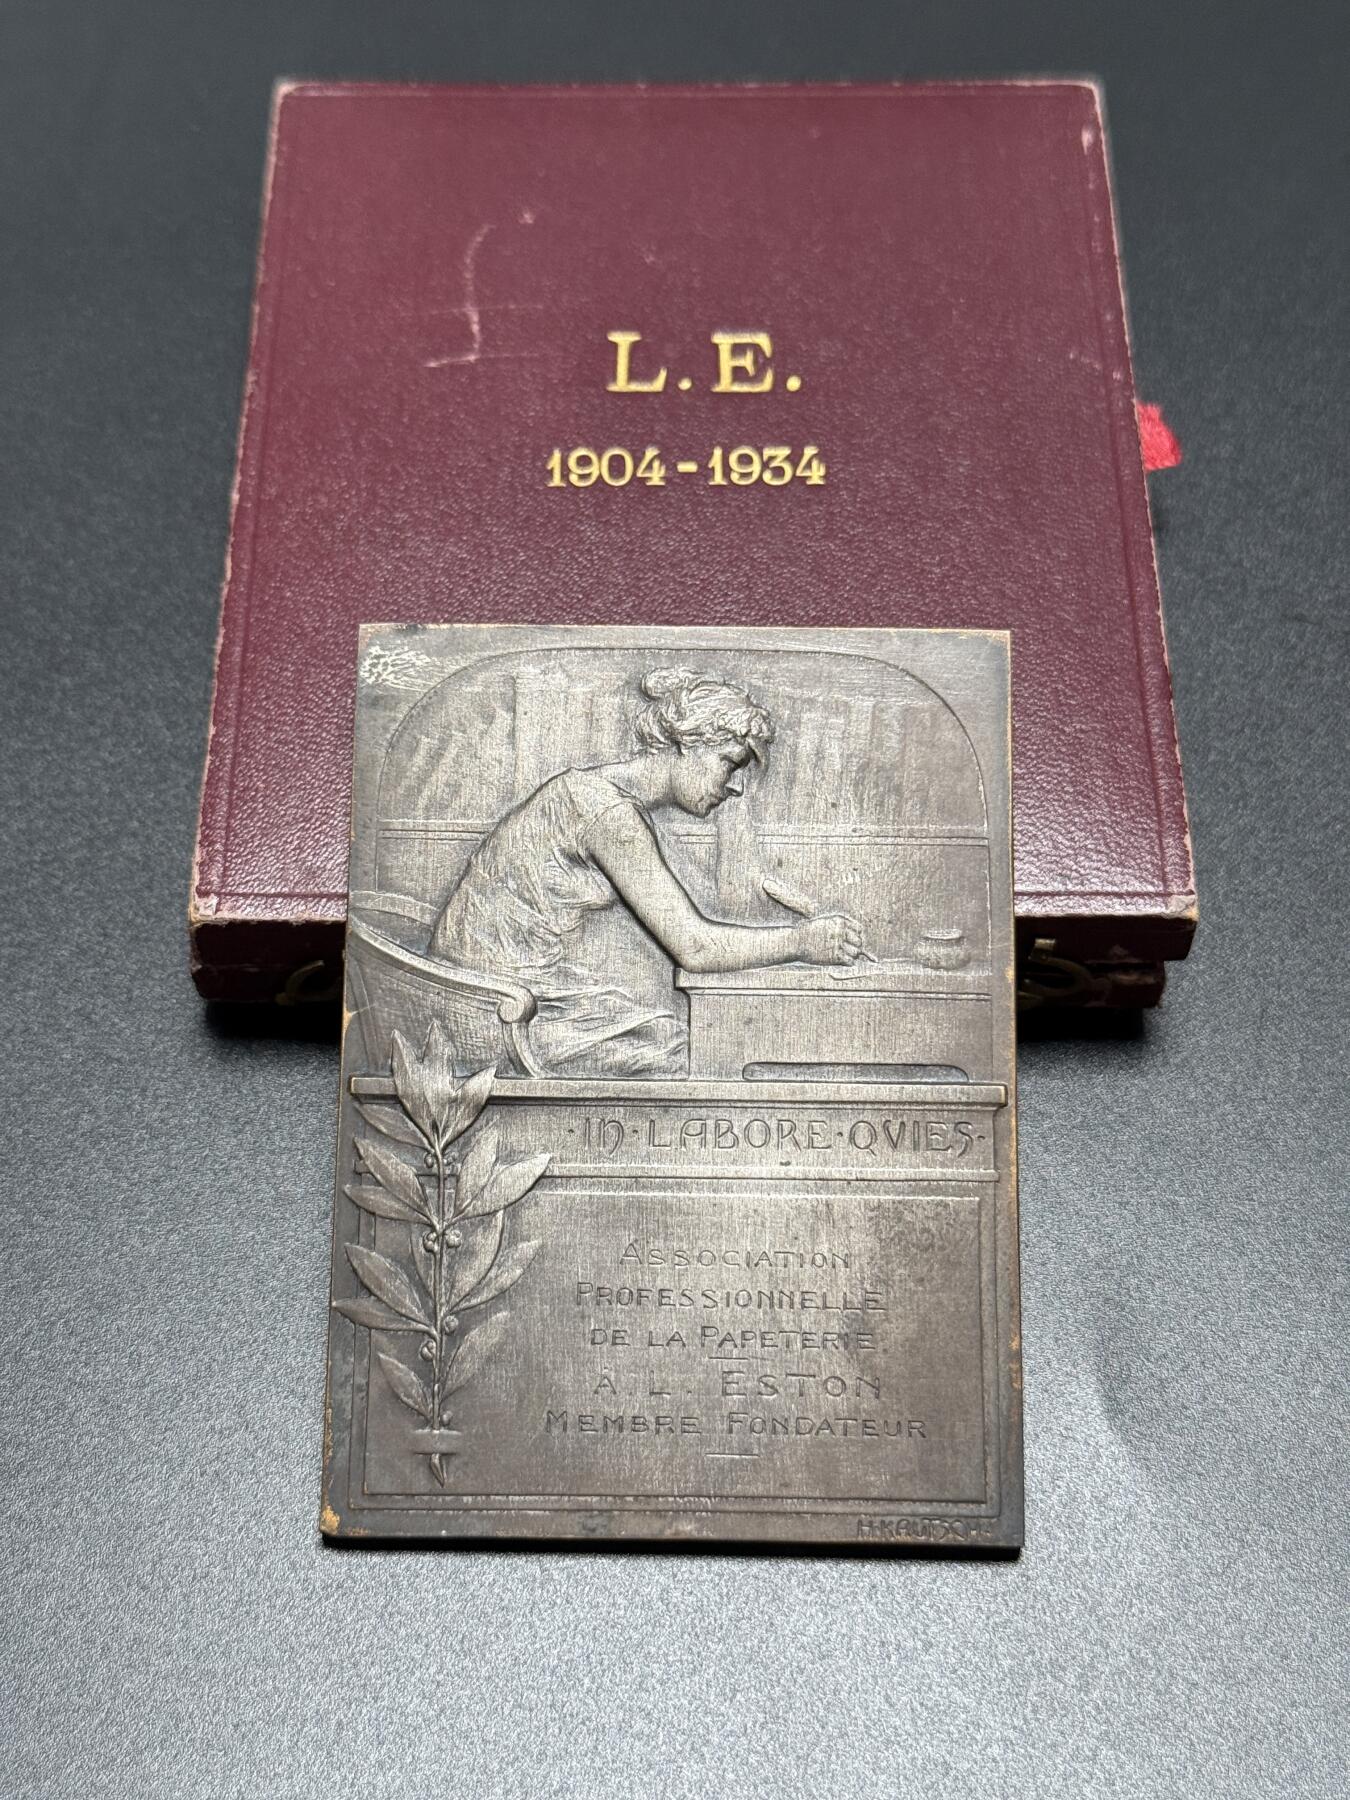 L. E.
1904-1934
·IN·LABORE·QVIES·
ASSOCIATION
PROFESSIONNELLE
DE LA PAPETERIE
À L. ESTON
MEMBRE FONDATEUR
H·KAUTSCH·